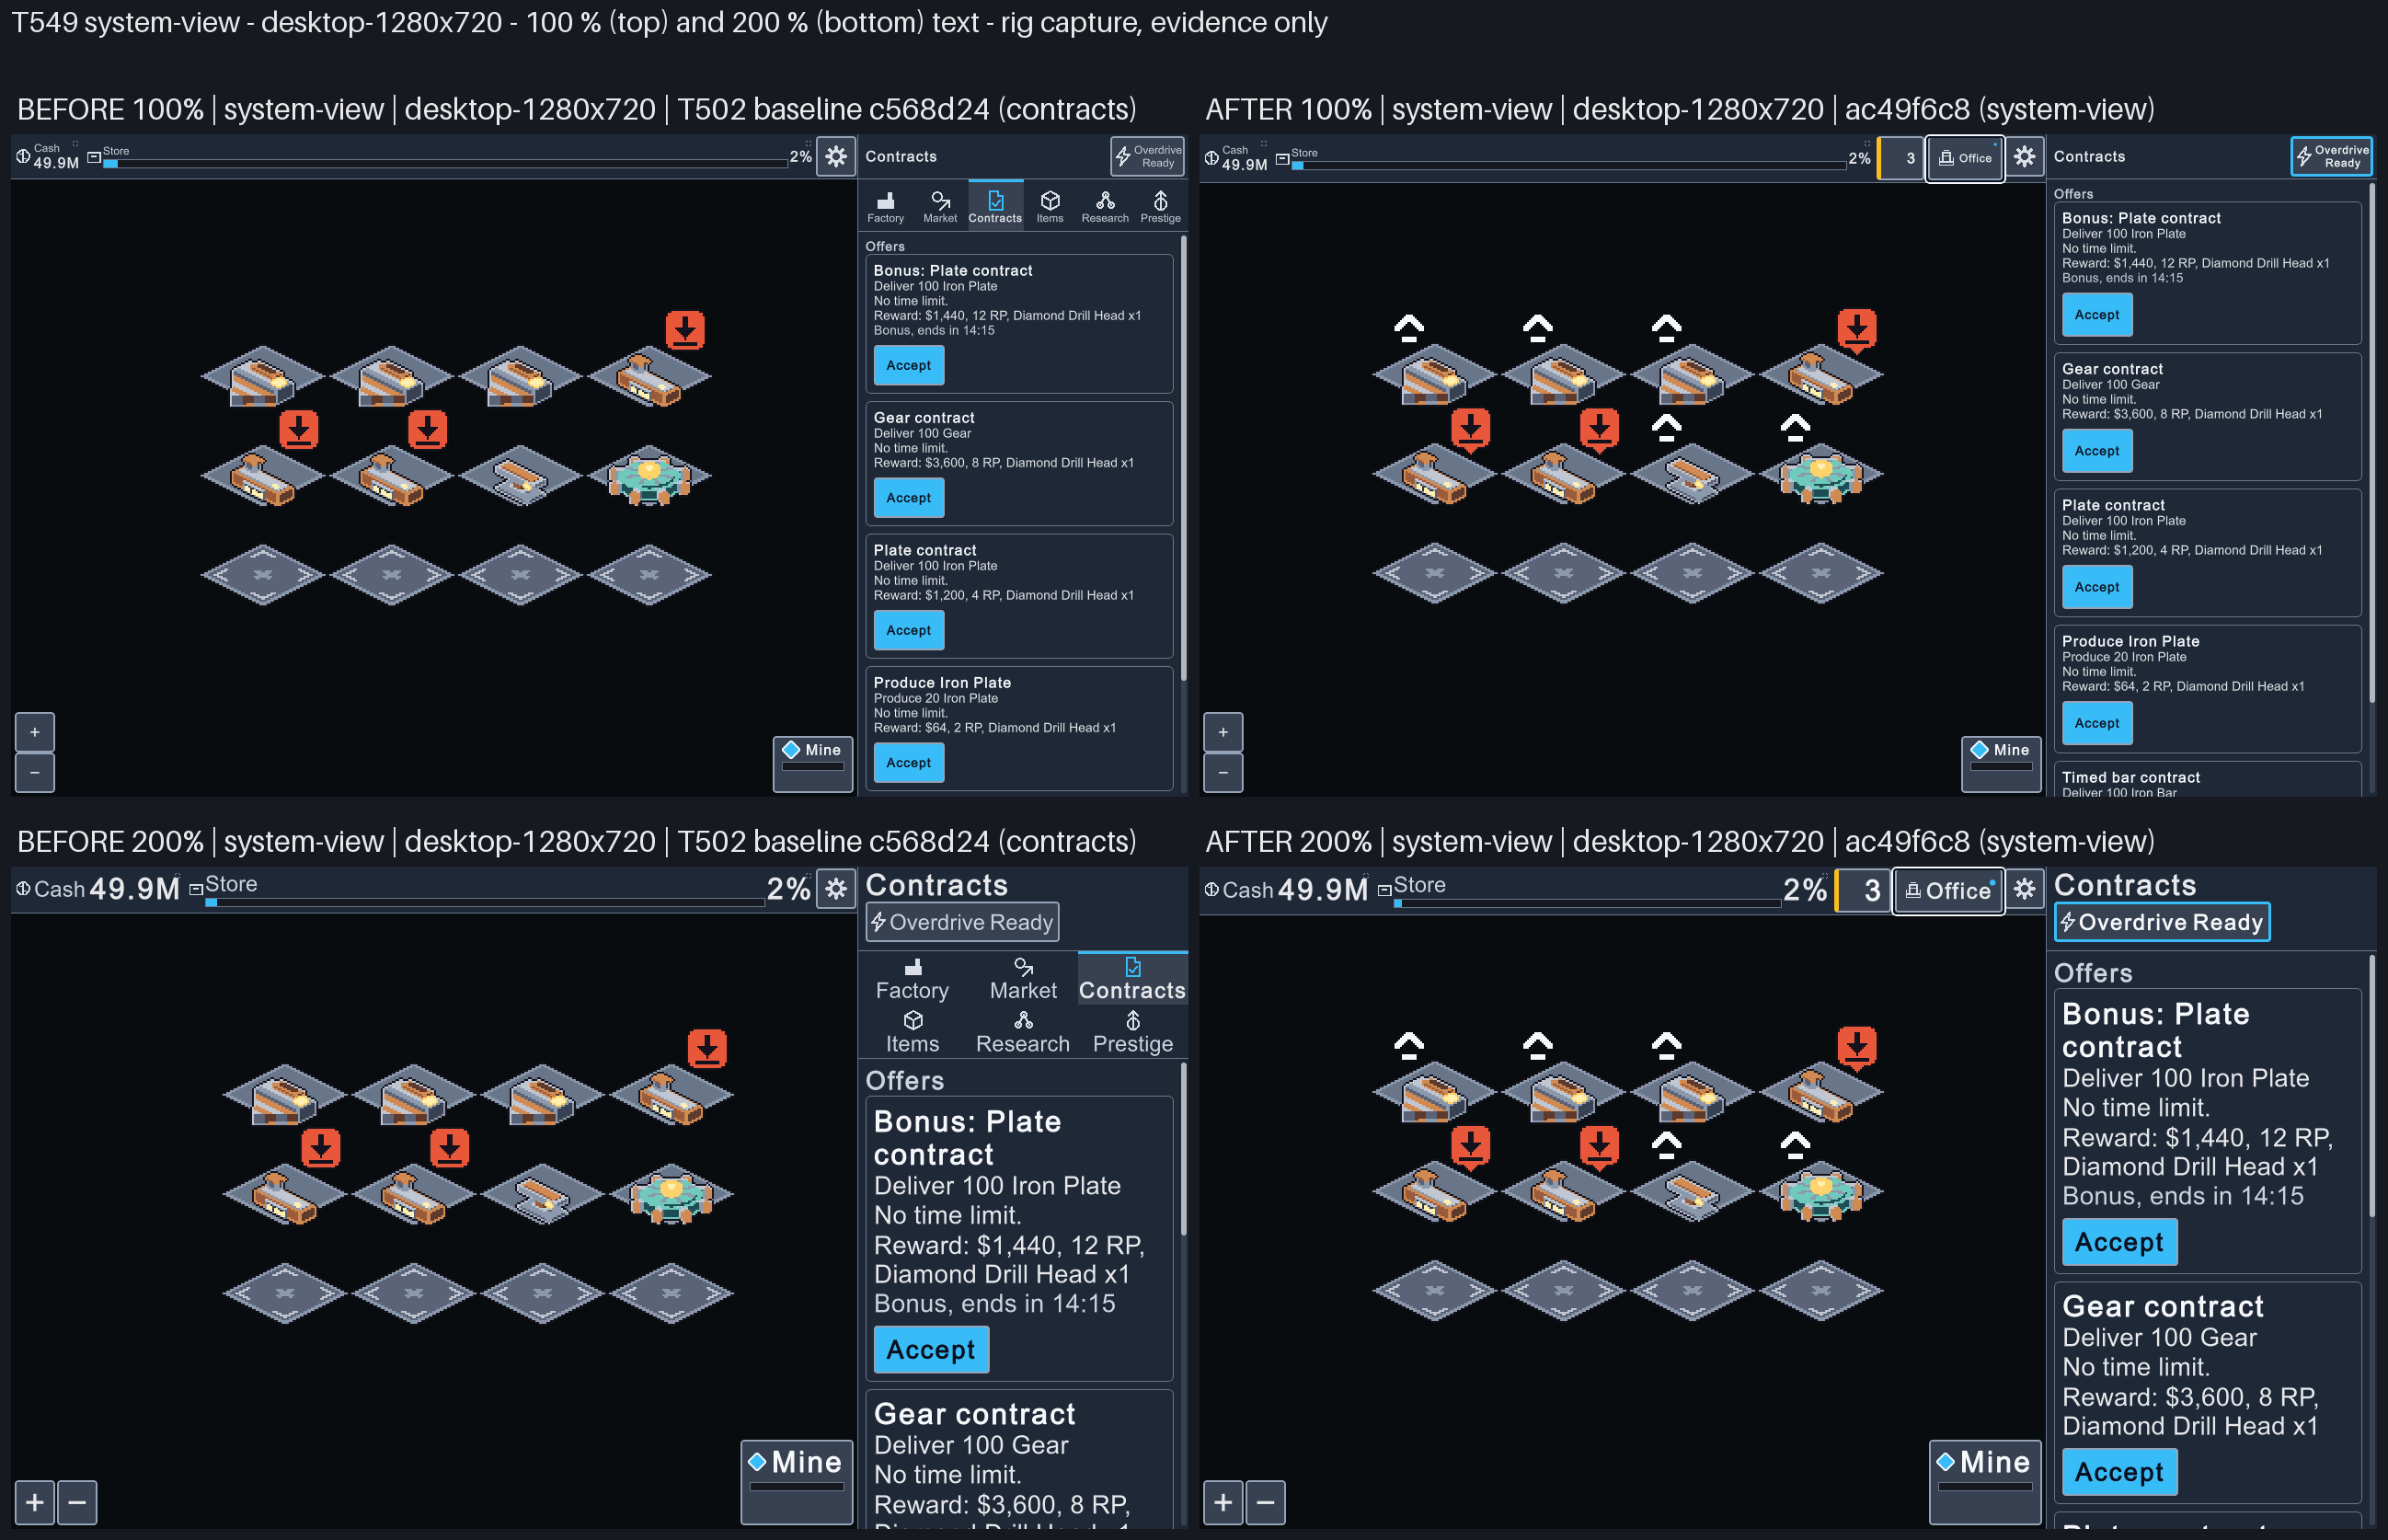 T549 system-view - desktop-1280x720 - 100 % (top) and 200 % (bottom) text - rig capture, evidence only
BEFORE 100% | system-view | desktop-1280x720 | T502 baseline c568d24 (contracts)
Cash
49.9M
Store
2%
Contracts
Overdrive
Ready
Factory
Market
Contracts
Items
Research
Prestige
Offers
Bonus: Plate contract
Deliver 100 Iron Plate
No time limit.
Reward: $1,440, 12 RP, Diamond Drill Head x1
Bonus, ends in 14:15
Accept
Gear contract
Deliver 100 Gear
No time limit.
Reward: $3,600, 8 RP, Diamond Drill Head x1
Accept
Plate contract
Deliver 100 Iron Plate
No time limit.
Reward: $1,200, 4 RP, Diamond Drill Head x1
Accept
Produce Iron Plate
Produce 20 Iron Plate
No time limit.
Reward: $64, 2 RP, Diamond Drill Head x1
Accept
+
−
Mine
AFTER 100% | system-view | desktop-1280x720 | ac49f6c8 (system-view)
Cash
49.9M
Store
2%
3
Office
Contracts
Overdrive
Ready
Offers
Bonus: Plate contract
Deliver 100 Iron Plate
No time limit.
Reward: $1,440, 12 RP, Diamond Drill Head x1
Bonus, ends in 14:15
Accept
Gear contract
Deliver 100 Gear
No time limit.
Reward: $3,600, 8 RP, Diamond Drill Head x1
Accept
Plate contract
Deliver 100 Iron Plate
No time limit.
Reward: $1,200, 4 RP, Diamond Drill Head x1
Accept
Produce Iron Plate
Produce 20 Iron Plate
No time limit.
Reward: $64, 2 RP, Diamond Drill Head x1
Accept
Timed bar contract
Deliver 100 Iron Bar
+
−
Mine
BEFORE 200% | system-view | desktop-1280x720 | T502 baseline c568d24 (contracts)
Cash 49.9M
Store
2%
Contracts
Overdrive Ready
Factory
Market
Contracts
Items
Research
Prestige
Offers
Bonus: Plate
contract
Deliver 100 Iron Plate
No time limit.
Reward: $1,440, 12 RP,
Diamond Drill Head x1
Bonus, ends in 14:15
Accept
Gear contract
Deliver 100 Gear
No time limit.
Reward: $3,600, 8 RP,
+ −
Mine
AFTER 200% | system-view | desktop-1280x720 | ac49f6c8 (system-view)
Cash 49.9M
Store
2%
3
Office
Contracts
Overdrive Ready
Offers
Bonus: Plate
contract
Deliver 100 Iron Plate
No time limit.
Reward: $1,440, 12 RP,
Diamond Drill Head x1
Bonus, ends in 14:15
Accept
Gear contract
Deliver 100 Gear
No time limit.
Reward: $3,600, 8 RP,
Diamond Drill Head x1
Accept
+ −
Mine